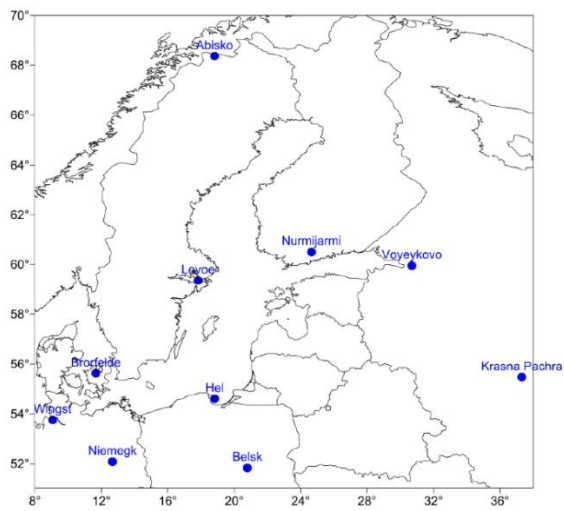 70°
Abisko
68°
66°
64°
62°
Nurmijarmi
Voyeykovo
60°
Lovoe
58°
56°
Brorfelde
Krasna Pachra
Hel
54°
Wingst
Niemegk
Belsk
52°
8° 12° 16° 20° 24° 28° 32° 36°